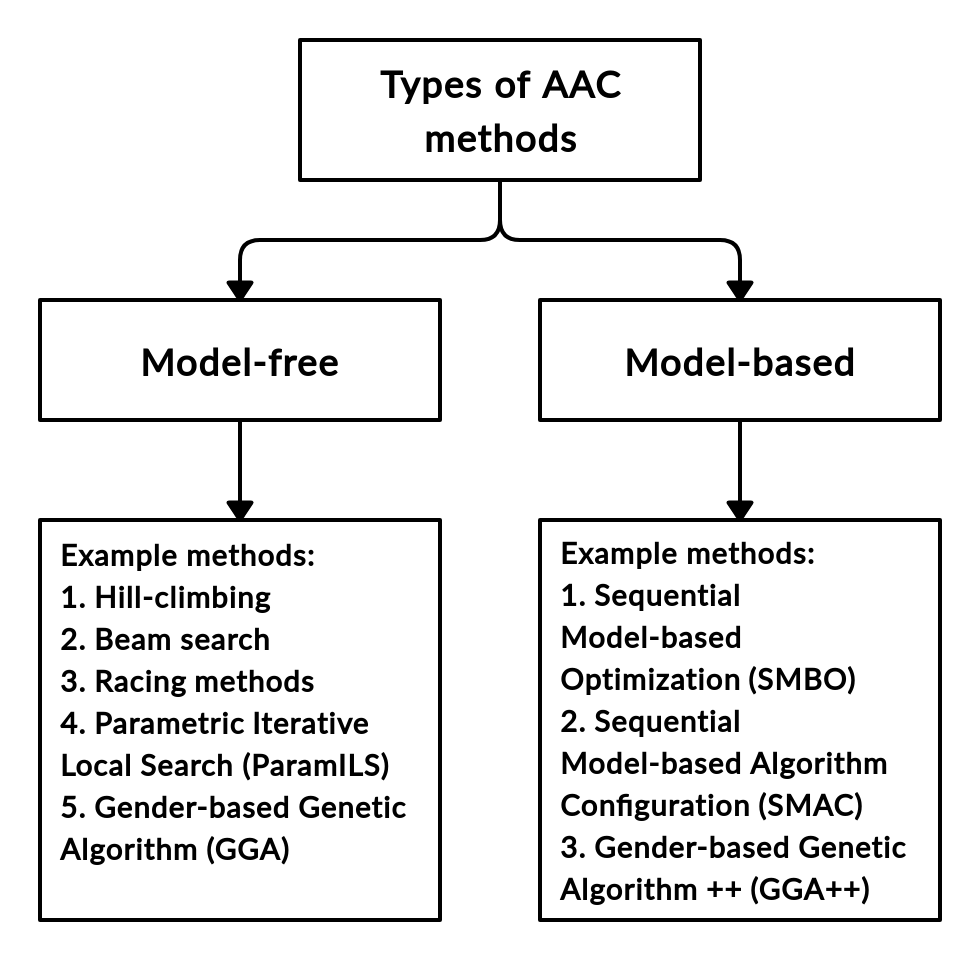 Types of AAC
methods
Model-free
Model-based
Example methods:
1. Hill-climbing
2. Beam search
3. Racing methods
4. Parametric Iterative
Local Search (ParamILS)
5. Gender-based Genetic
Algorithm (GGA)
Example methods:
1. Sequential
Model-based
Optimization (SMBO)
2. Sequential
Model-based Algorithm
Configuration (SMAC)
3. Gender-based Genetic
Algorithm ++ (GGA++)